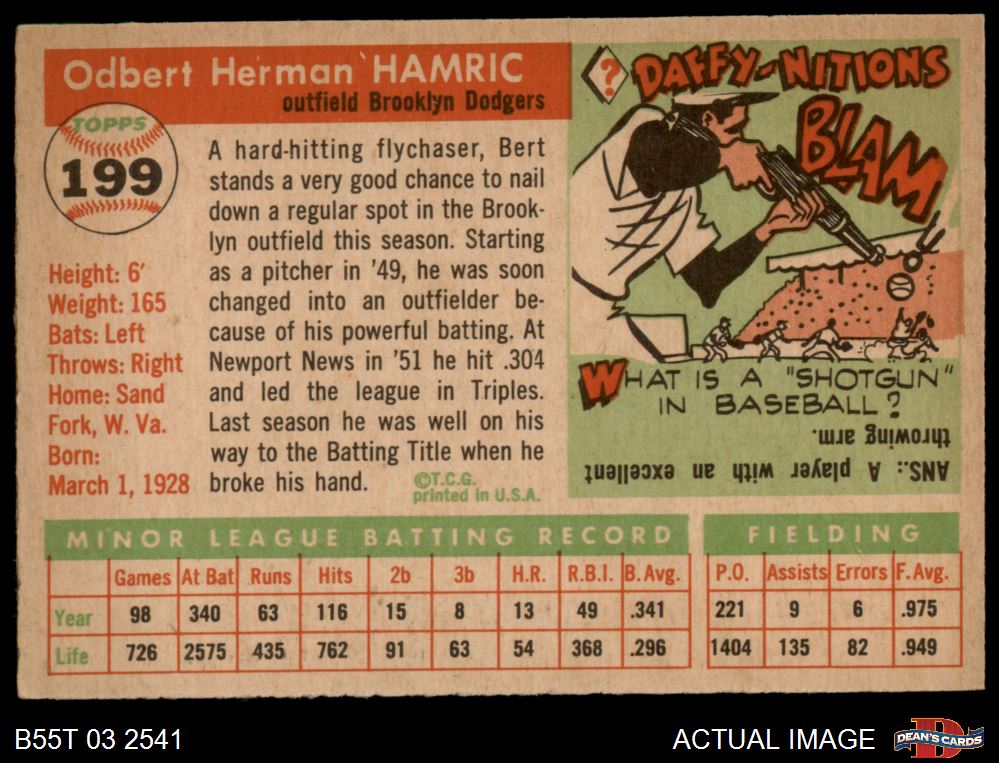 Odbert Herman HAMRIC
outfield Brooklyn Dodgers
TOPPS
199
Height: 6′
Weight: 165
Bats: Left
Throws: Right
Home: Sand
Fork, W. Va.
Born:
March 1, 1928
A hard-hitting flychaser, Bert
stands a very good chance to nail
down a regular spot in the Brook-
lyn outfield this season. Starting
as a pitcher in '49, he was soon
changed into an outfielder be-
cause of his powerful batting. At
Newport News in '51 he hit .304
and led the league in Triples.
Last season he was well on his
way to the Batting Title when he
broke his hand.
©T.C.G.
printed in U.S.A.
?
DAFFY-NITIONS
BLAM
WHAT IS A "SHOTGUN"
IN BASEBALL?
ANS.: A player with an excellent
throwing arm.
MINOR LEAGUE BATTING RECORD
Games At Bat Runs Hits 2b 3b H.R. R.B.I. B. Avg.
Year 98 340 63 116 15 8 13 49 .341
Life 726 2575 435 762 91 63 54 368 .296
FIELDING
P.O. Assists Errors F. Avg.
221 9 6 .975
1404 135 82 .949
B55T 03 2541
ACTUAL IMAGE
D
DEAN'S CARDS